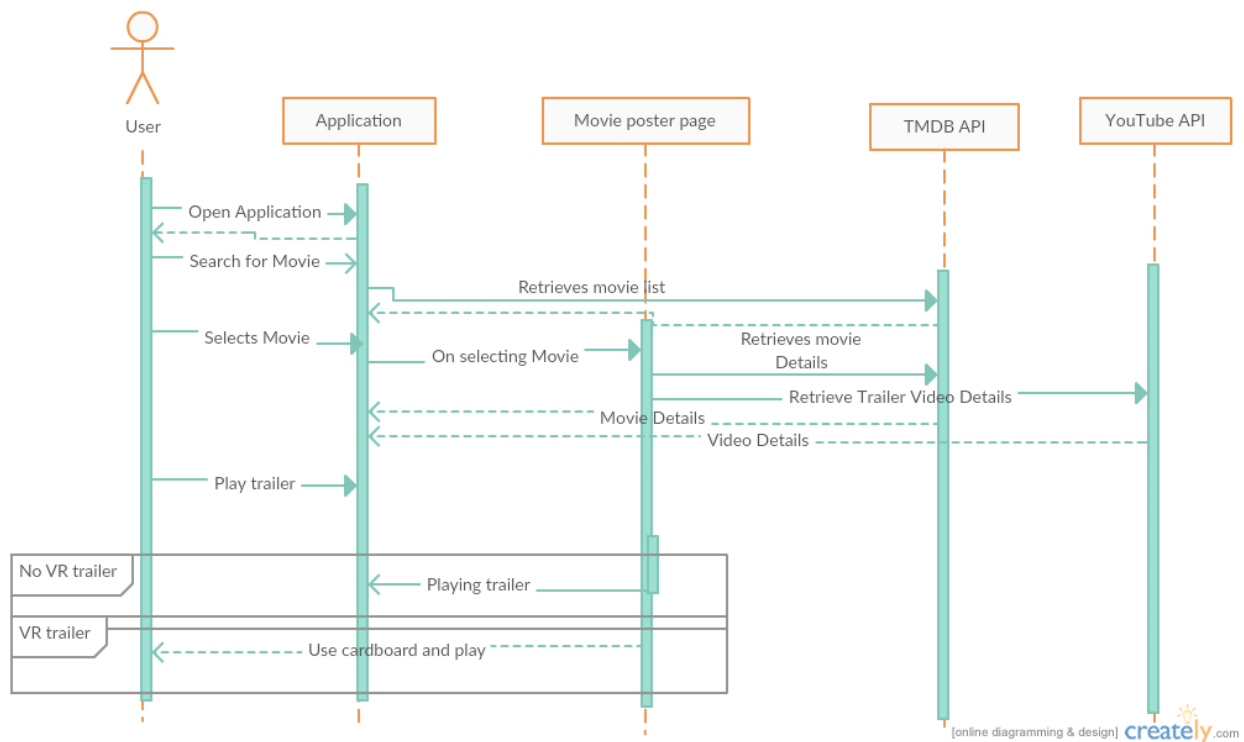 User
Application
Movie poster page
TMDB API
YouTube API
Open Application
Search for Movie
Retrieves movie list
Selects Movie
Retrieves movie
Details
On selecting Movie
Retrieve Trailer Video Details
Movie Details
Video Details
Play trailer
No VR trailer
Playing trailer
VR trailer
Use cardboard and play
[online diagramming & design] creately.com